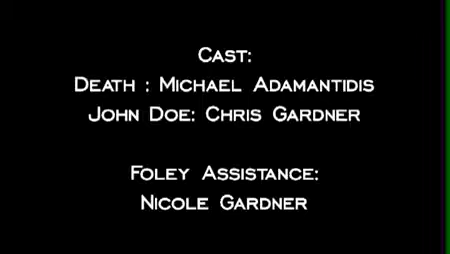 Cast:
Death : Michael Adamantidis
John Doe: Chris Gardner
Foley Assistance:
Nicole Gardner